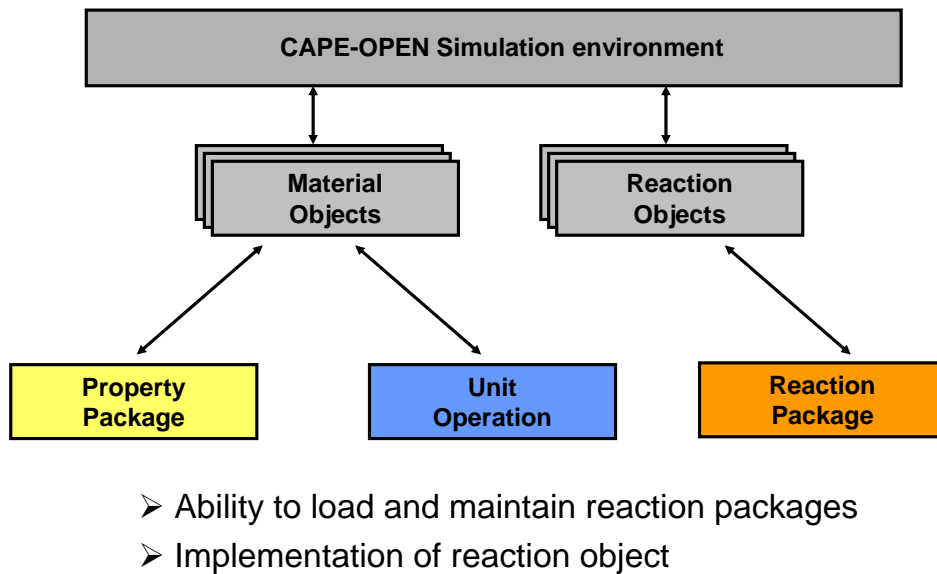 CAPE-OPEN Simulation environment
Material
Objects
Reaction
Objects
Property
Package
Unit
Operation
Reaction
Package
➢ Ability to load and maintain reaction packages
➢ Implementation of reaction object